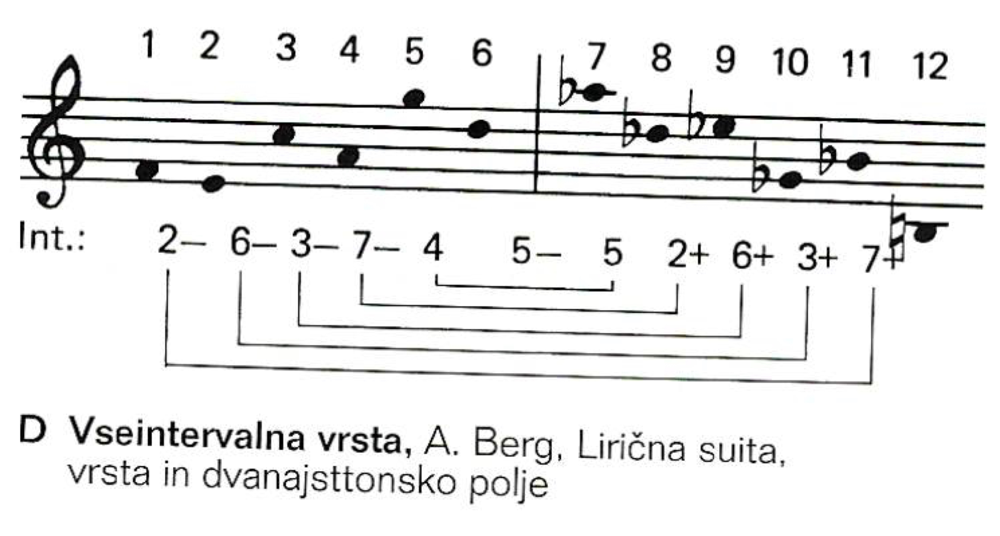 1 2 3 4 5 6 7 8 9 10 11 12
Int.: 2– 6– 3– 7– 4 5– 5 2+ 6+ 3+ 7+
D Vseintervalna vrsta, A. Berg, Lirična suita,
vrsta in dvanajsttonsko polje